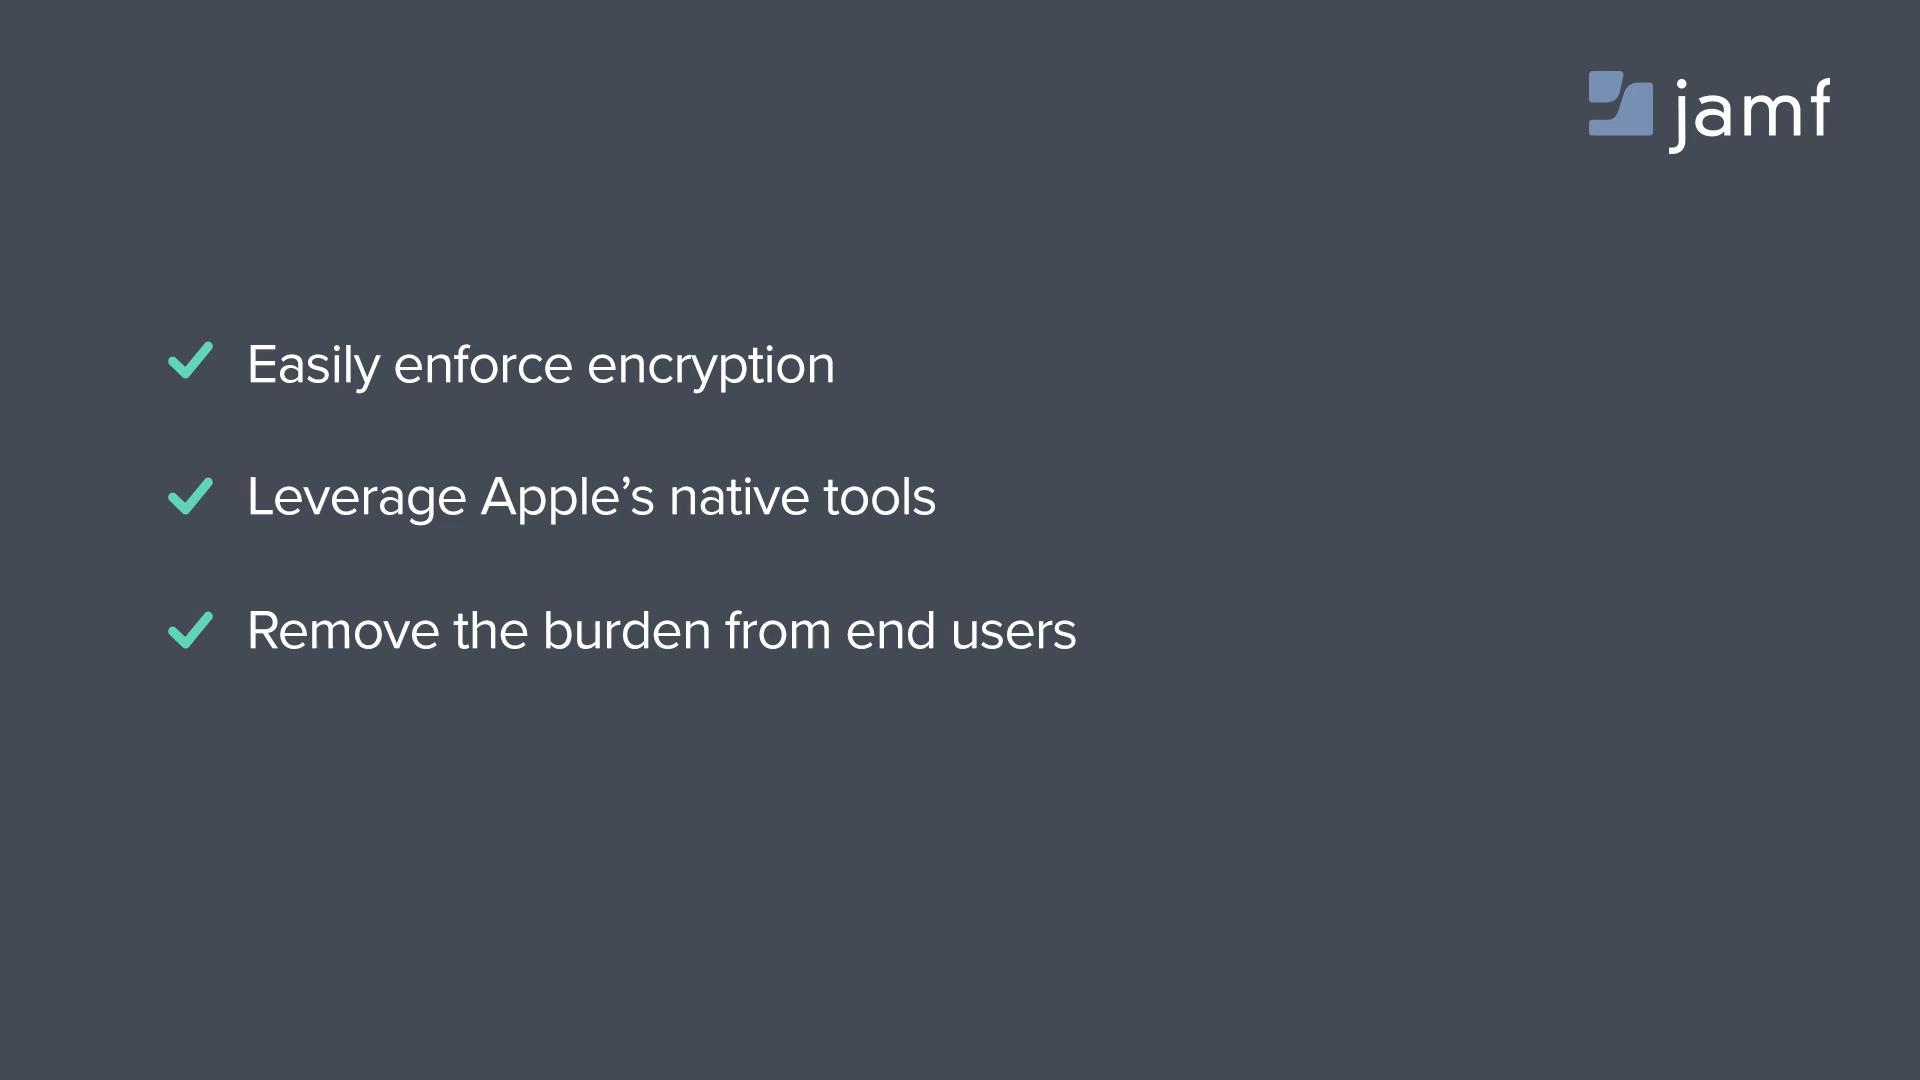 jamf
Easily enforce encryption
Leverage Apple’s native tools
Remove the burden from end users